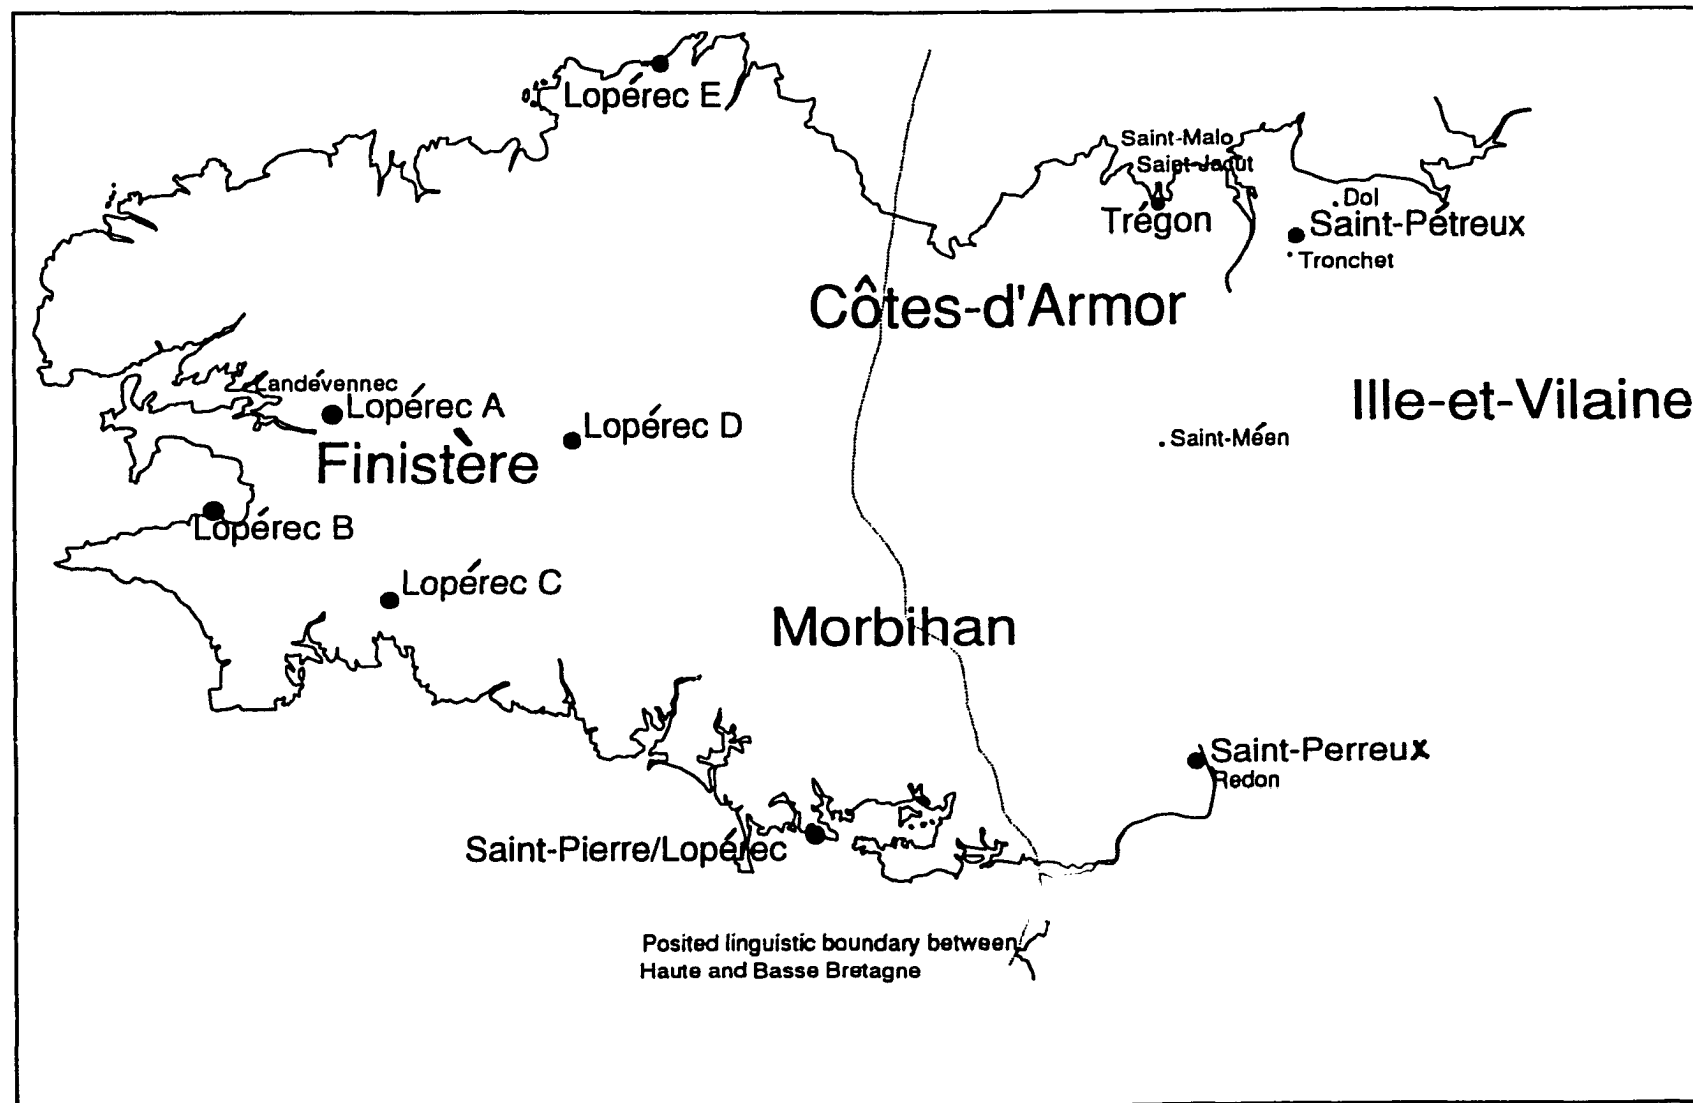 Lopérec E
Saint-Malo
Saint-Jacut
Dol
Trégon
Saint-Pétreux
Tronchet
Côtes-d'Armor
Landévennec
Lopérec A
Ille-et-Vilaine
Lopérec D
Saint-Méen
Finistère
Lopérec B
Lopérec C
Morbihan
Saint-Perreux
Redon
Saint-Pierre/Lopérec
Posited linguistic boundary between
Haute and Basse Bretagne